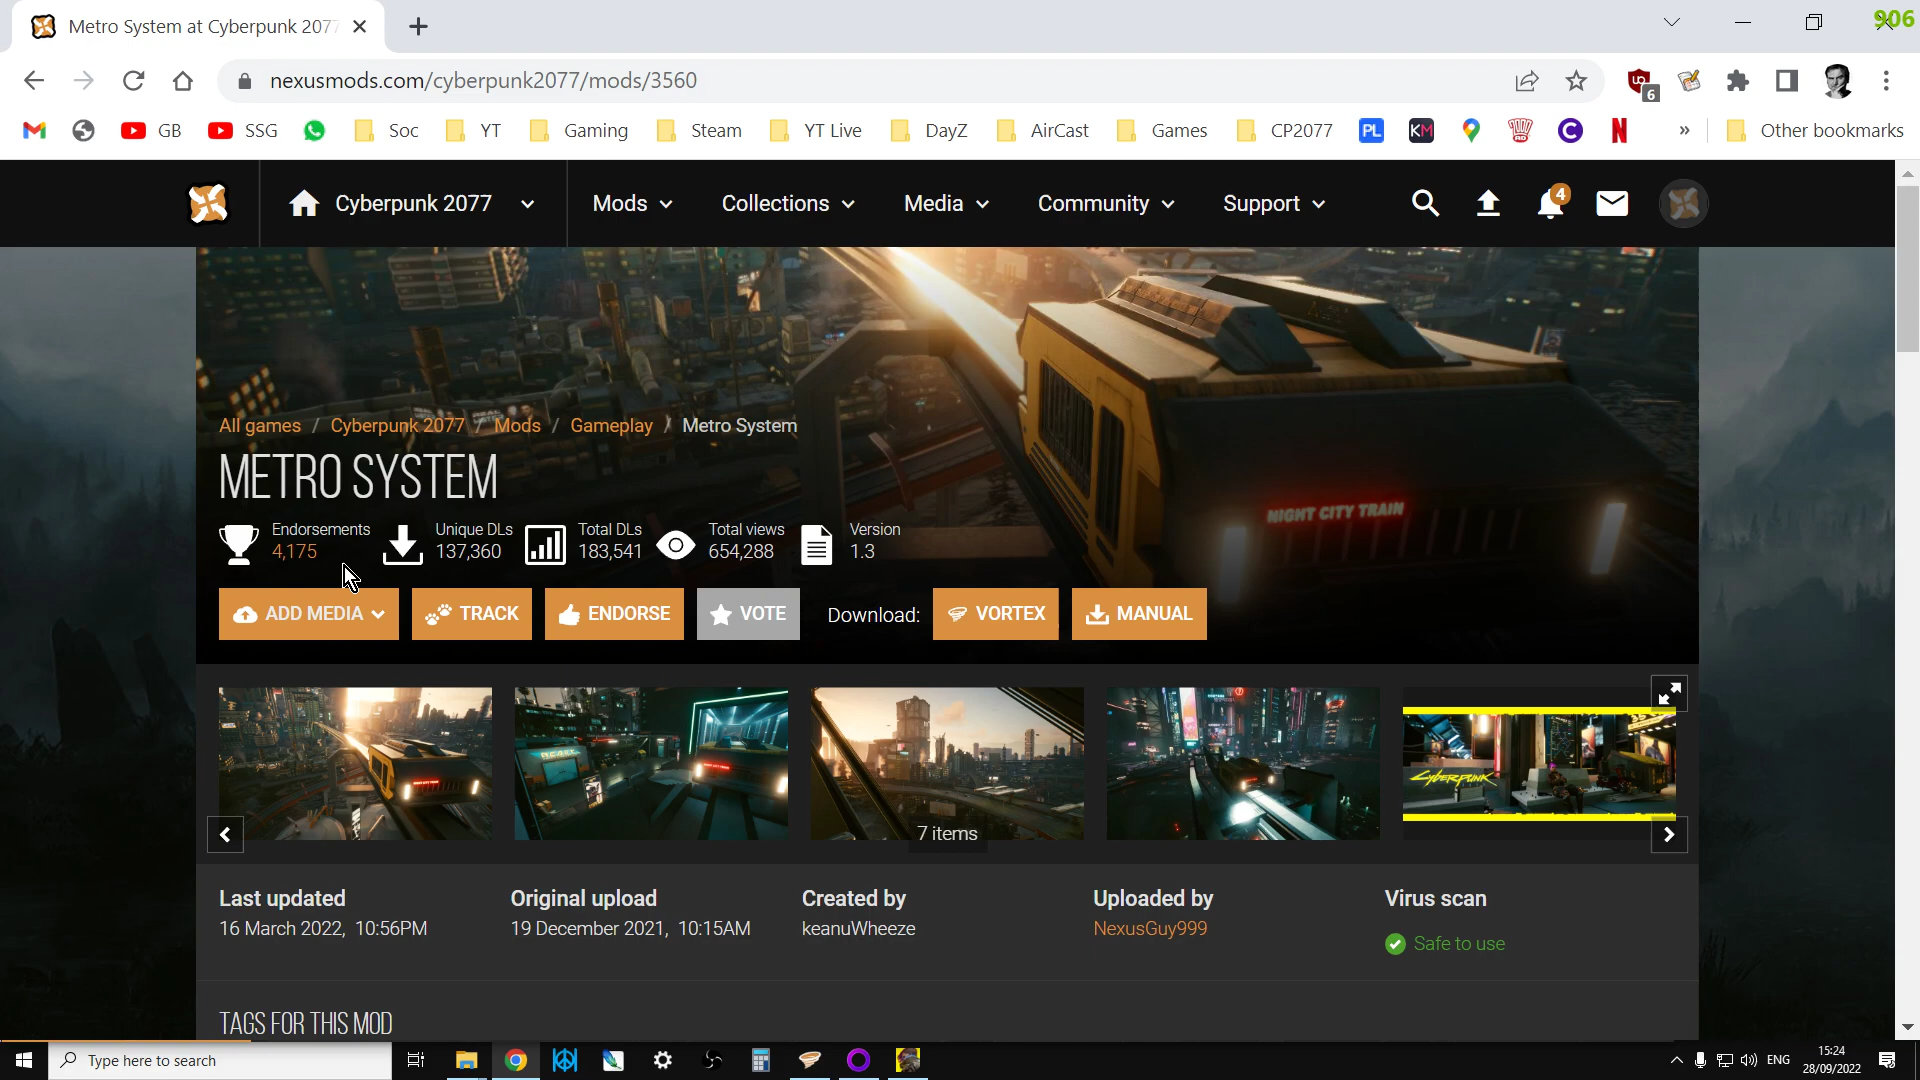 Metro System at Cyberpunk 207
906
nexusmods.com/cyberpunk2077/mods/3560
6
GB
SSG
Soc
YT
Gaming
Steam
YT Live
DayZ
AirCast
Games
CP2077
PL
KM
C
N
»
Other bookmarks
Cyberpunk 2077
Mods
Collections
Media
Community
Support
4
All games / Cyberpunk 2077 / Mods / Gameplay / Metro System
METRO SYSTEM
NIGHT CITY TRAIN
Endorsements
4,175
Unique DLs
137,360
Total DLs
183,541
Total views
654,288
Version
1.3
ADD MEDIA
TRACK
ENDORSE
VOTE
Download:
VORTEX
MANUAL
7 items
Cyberpunk
Last updated
16 March 2022, 10:56PM
Original upload
19 December 2021, 10:15AM
Created by
keanuWheeze
Uploaded by
NexusGuy999
Virus scan
Safe to use
TAGS FOR THIS MOD
Type here to search
ENG
15:24
28/09/2022